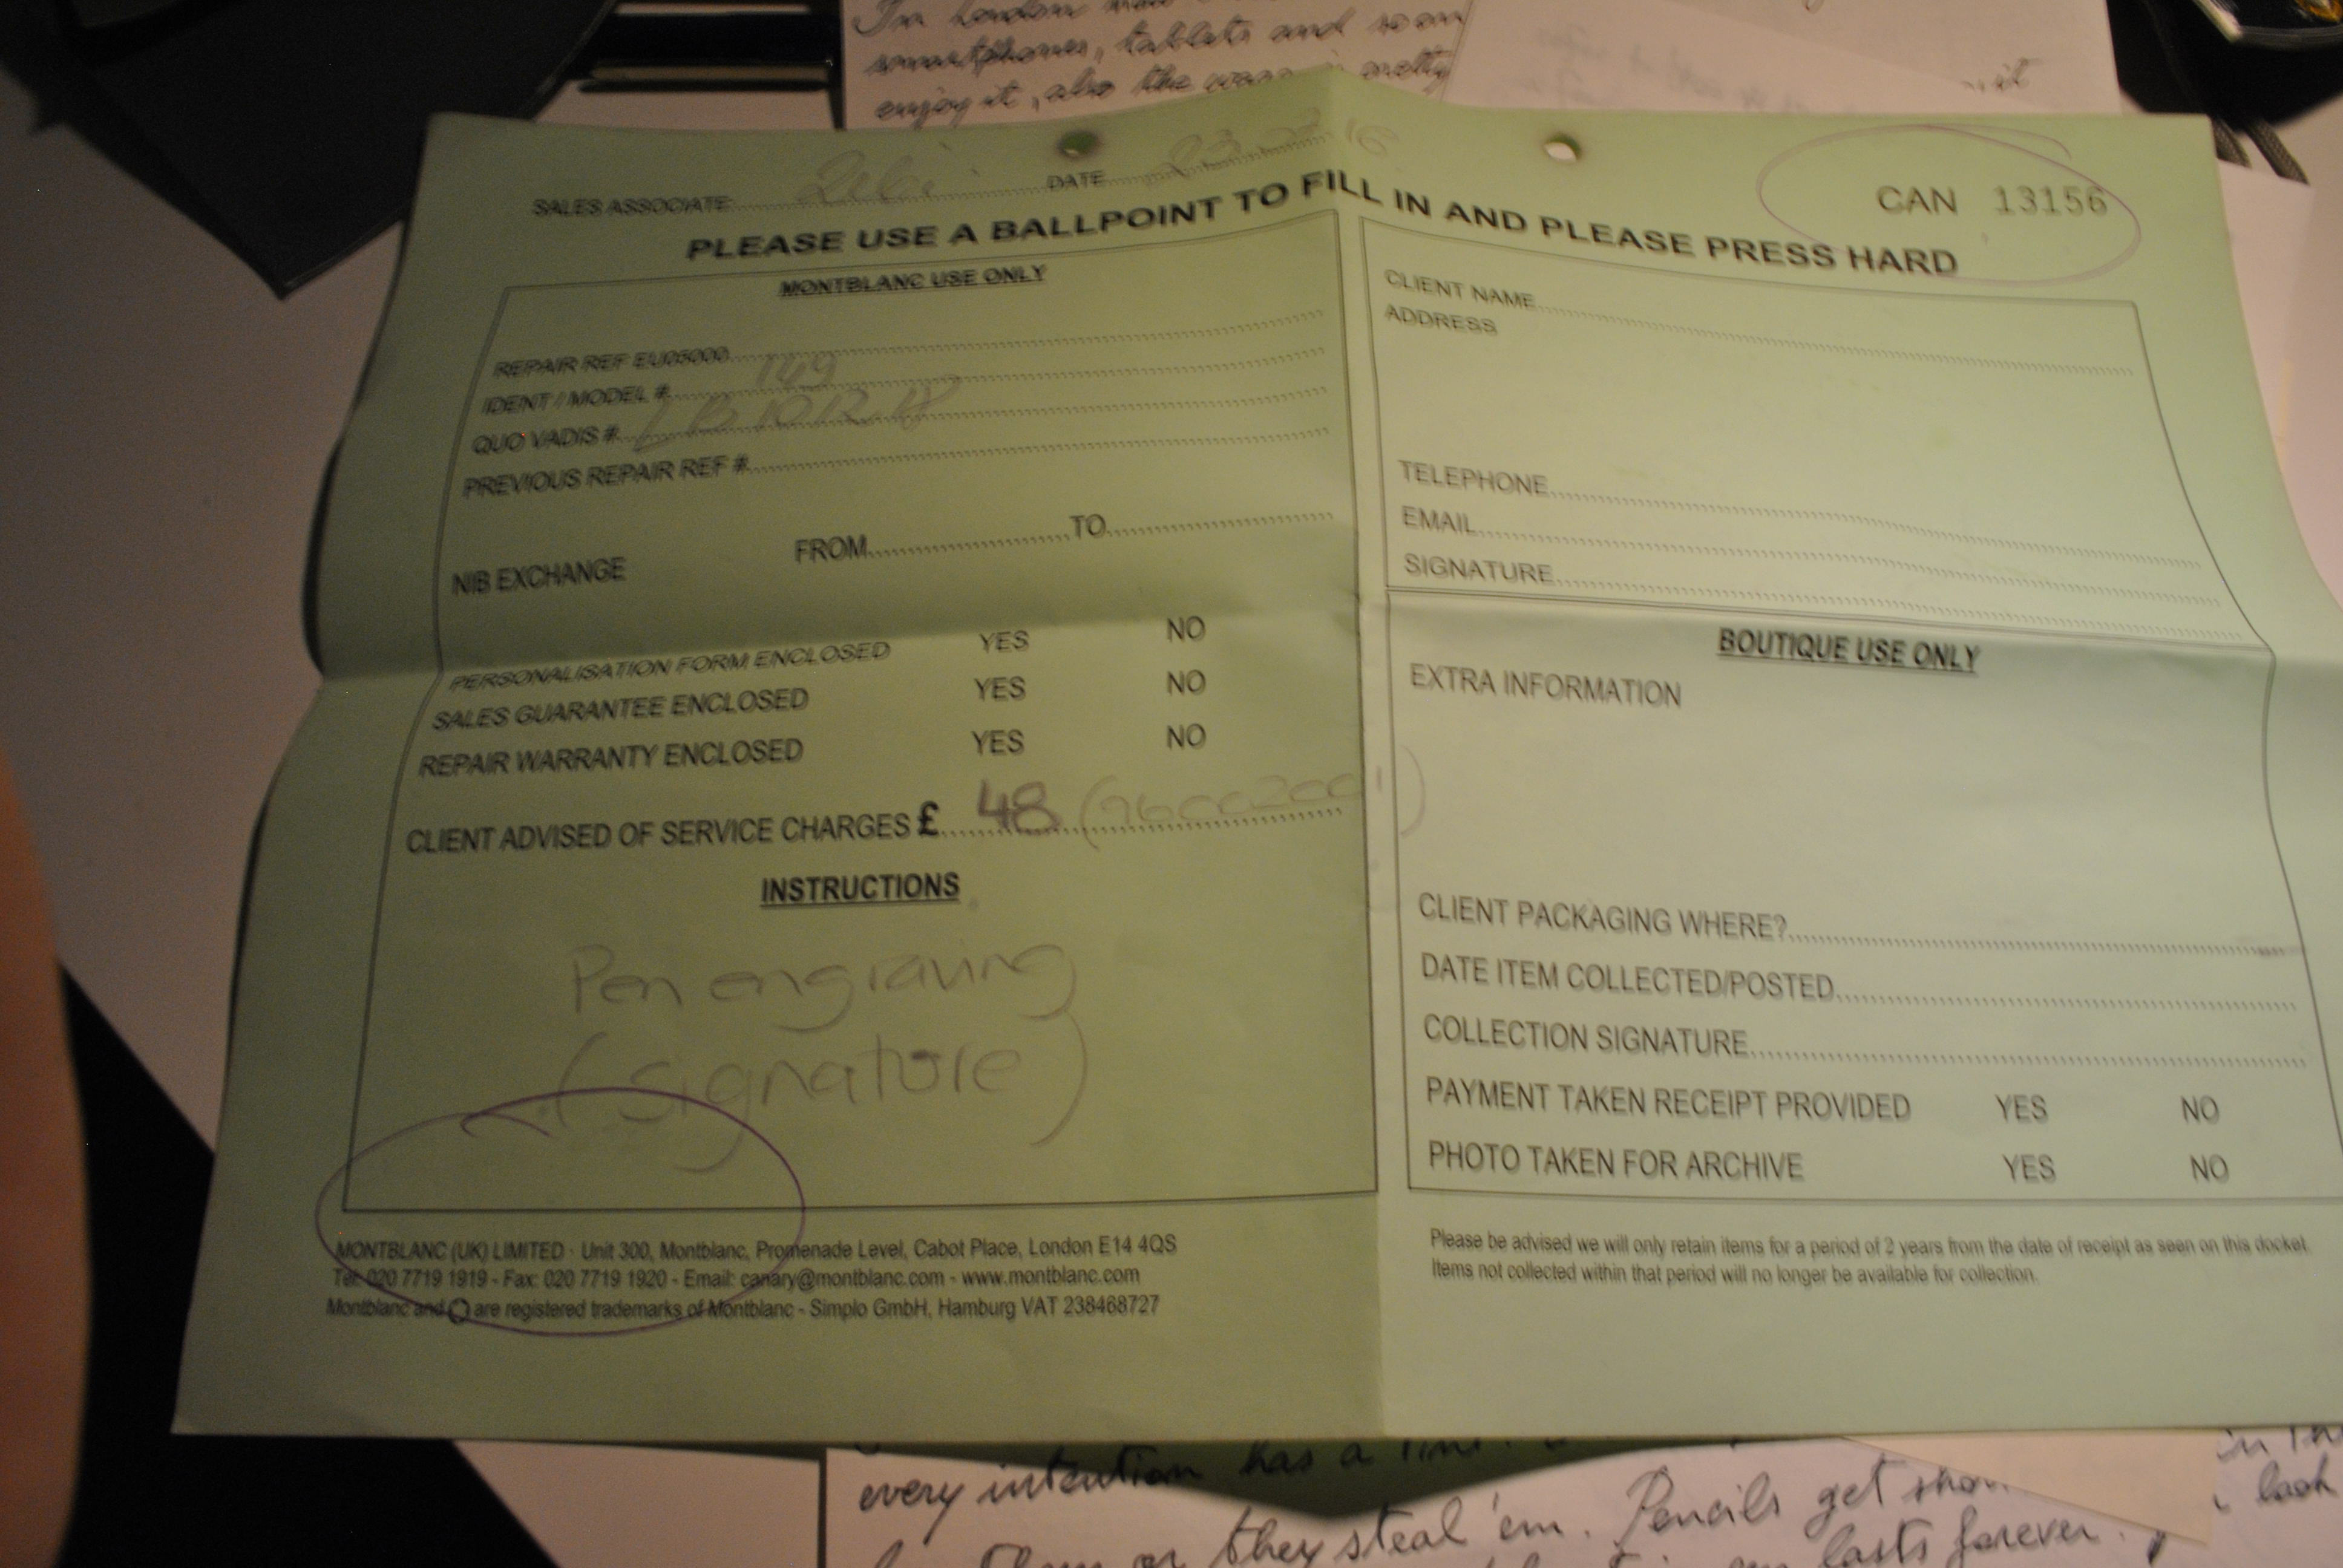 In London
smartphones, tablets and soon
enjoy it, also the pretty
it
SALES ASSOCIATE DATE 23 16
CAN 13156
PLEASE USE A BALLPOINT TO FILL IN AND PLEASE PRESS HARD
MONTBLANC USE ONLY
REPAIR REF EU05000
IDENT / MODEL # 149
QUO VADIS #
PREVIOUS REPAIR REF #
NIB EXCHANGE FROM TO
PERSONALISATION FORM ENCLOSED YES NO
SALES GUARANTEE ENCLOSED YES NO
REPAIR WARRANTY ENCLOSED YES NO
CLIENT ADVISED OF SERVICE CHARGES £ 48
INSTRUCTIONS
Pen engraving
(signature)
CLIENT NAME
ADDRESS
TELEPHONE
EMAIL
SIGNATURE
BOUTIQUE USE ONLY
EXTRA INFORMATION
CLIENT PACKAGING WHERE?
DATE ITEM COLLECTED/POSTED
COLLECTION SIGNATURE
PAYMENT TAKEN RECEIPT PROVIDED YES NO
PHOTO TAKEN FOR ARCHIVE YES NO
MONTBLANC (UK) LIMITED - Unit 300, Montblanc, Promenade Level, Cabot Place, London E14 4QS
Tel: 020 7719 1919 - Fax: 020 7719 1920 - Email: canary@montblanc.com - www.montblanc.com
Montblanc and are registered trademarks of Montblanc - Simplo GmbH, Hamburg VAT 238468727
Please be advised we will only retain items for a period of 2 years from the date of receipt as seen on this docket.
Items not collected within that period will no longer be available for collection.
every intention has a
or they steal 'em. Pencils get
lasts forever.
look